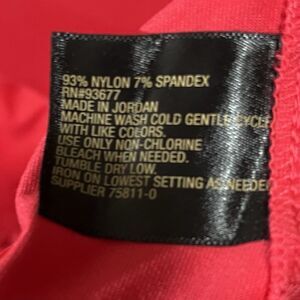 93% NYLON 7% SPANDEX
RN#93677
MADE IN JORDAN
MACHINE WASH COLD GENTLE CYCLE
WITH LIKE COLORS.
USE ONLY NON-CHLORINE
BLEACH WHEN NEEDED.
TUMBLE DRY LOW.
IRON ON LOWEST SETTING AS NEEDED
SUPPLIER 75811-0